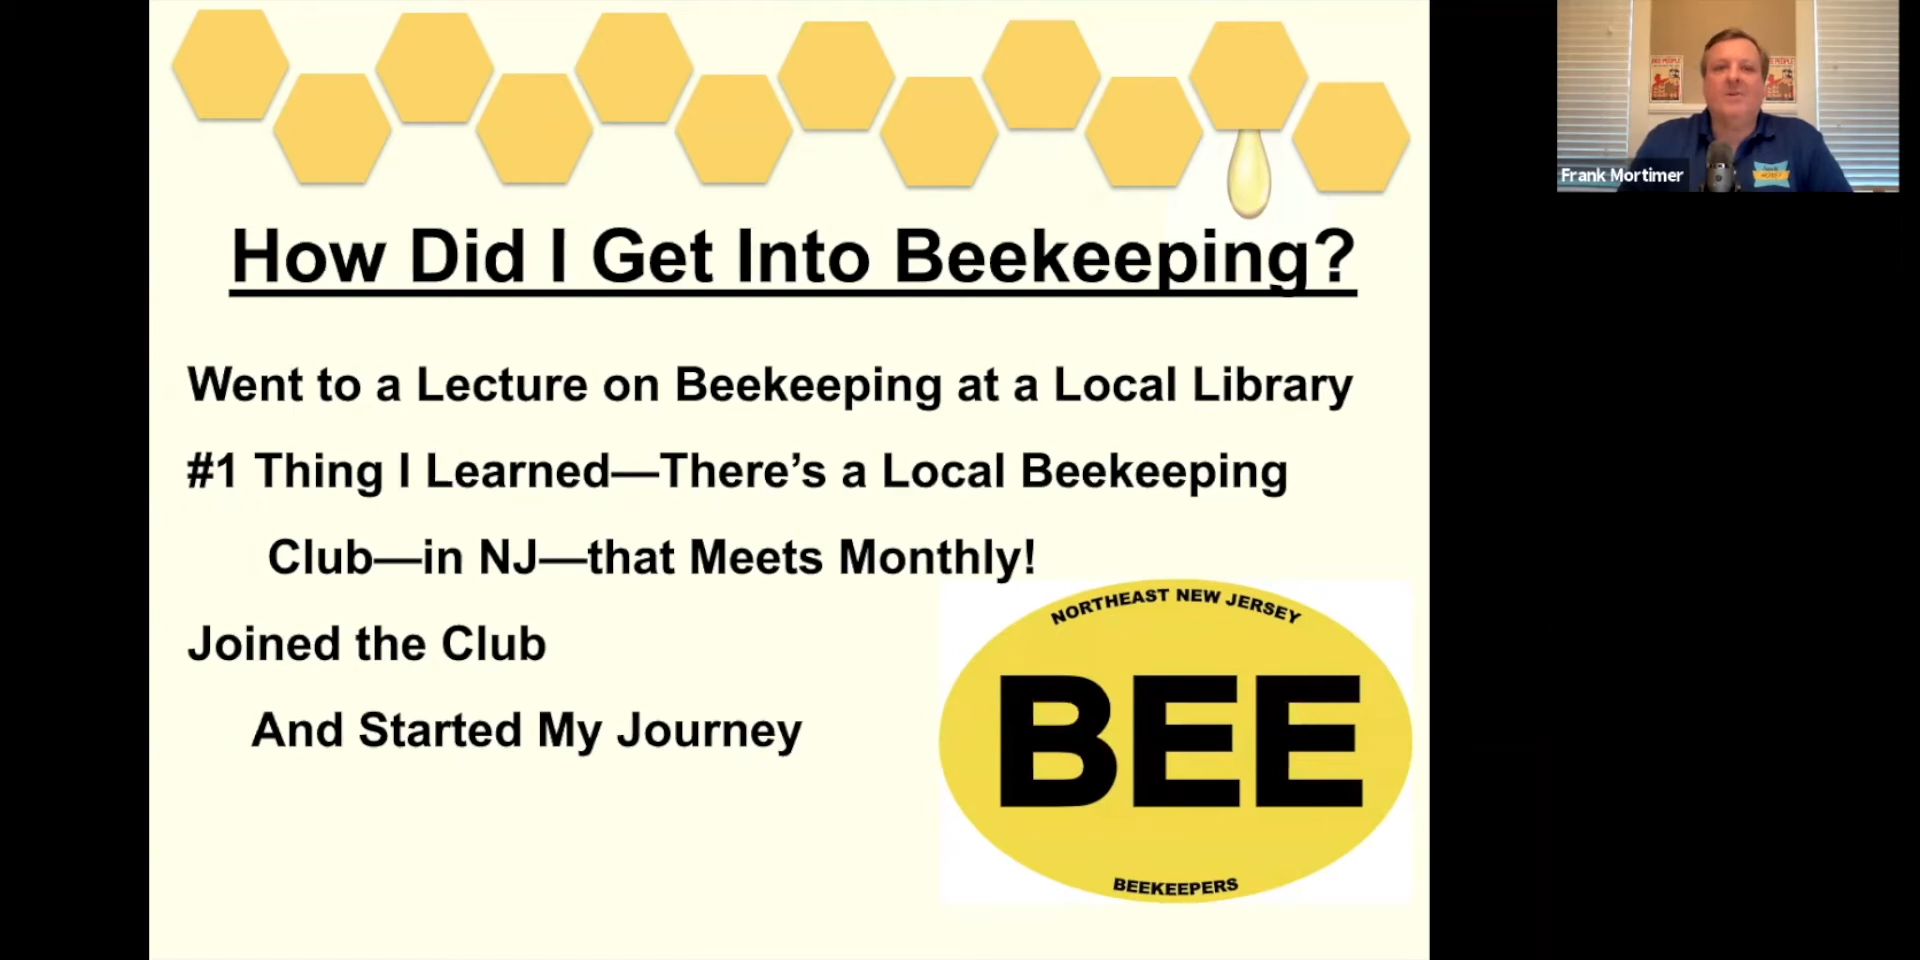 How Did I Get Into Beekeeping?
Went to a Lecture on Beekeeping at a Local Library
#1 Thing I Learned—There’s a Local Beekeeping
Club—in NJ—that Meets Monthly!
Joined the Club
And Started My Journey
NORTHEAST NEW JERSEY
BEE
BEEKEEPERS
Frank Mortimer